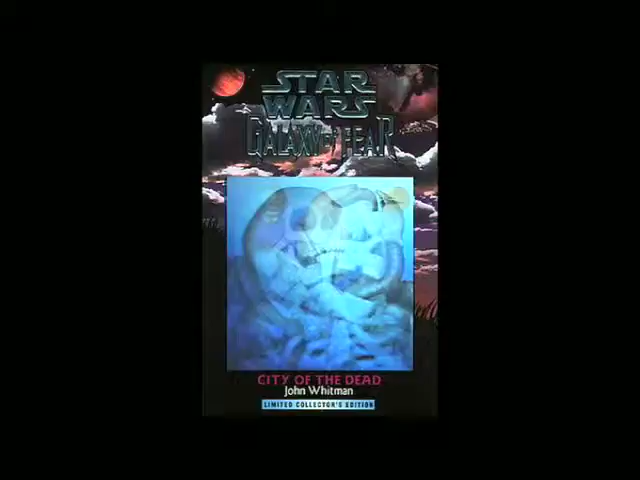 STAR
WARS
GALAXY OF FEAR
CITY OF THE DEAD
John Whitman
LIMITED COLLECTOR'S EDITION